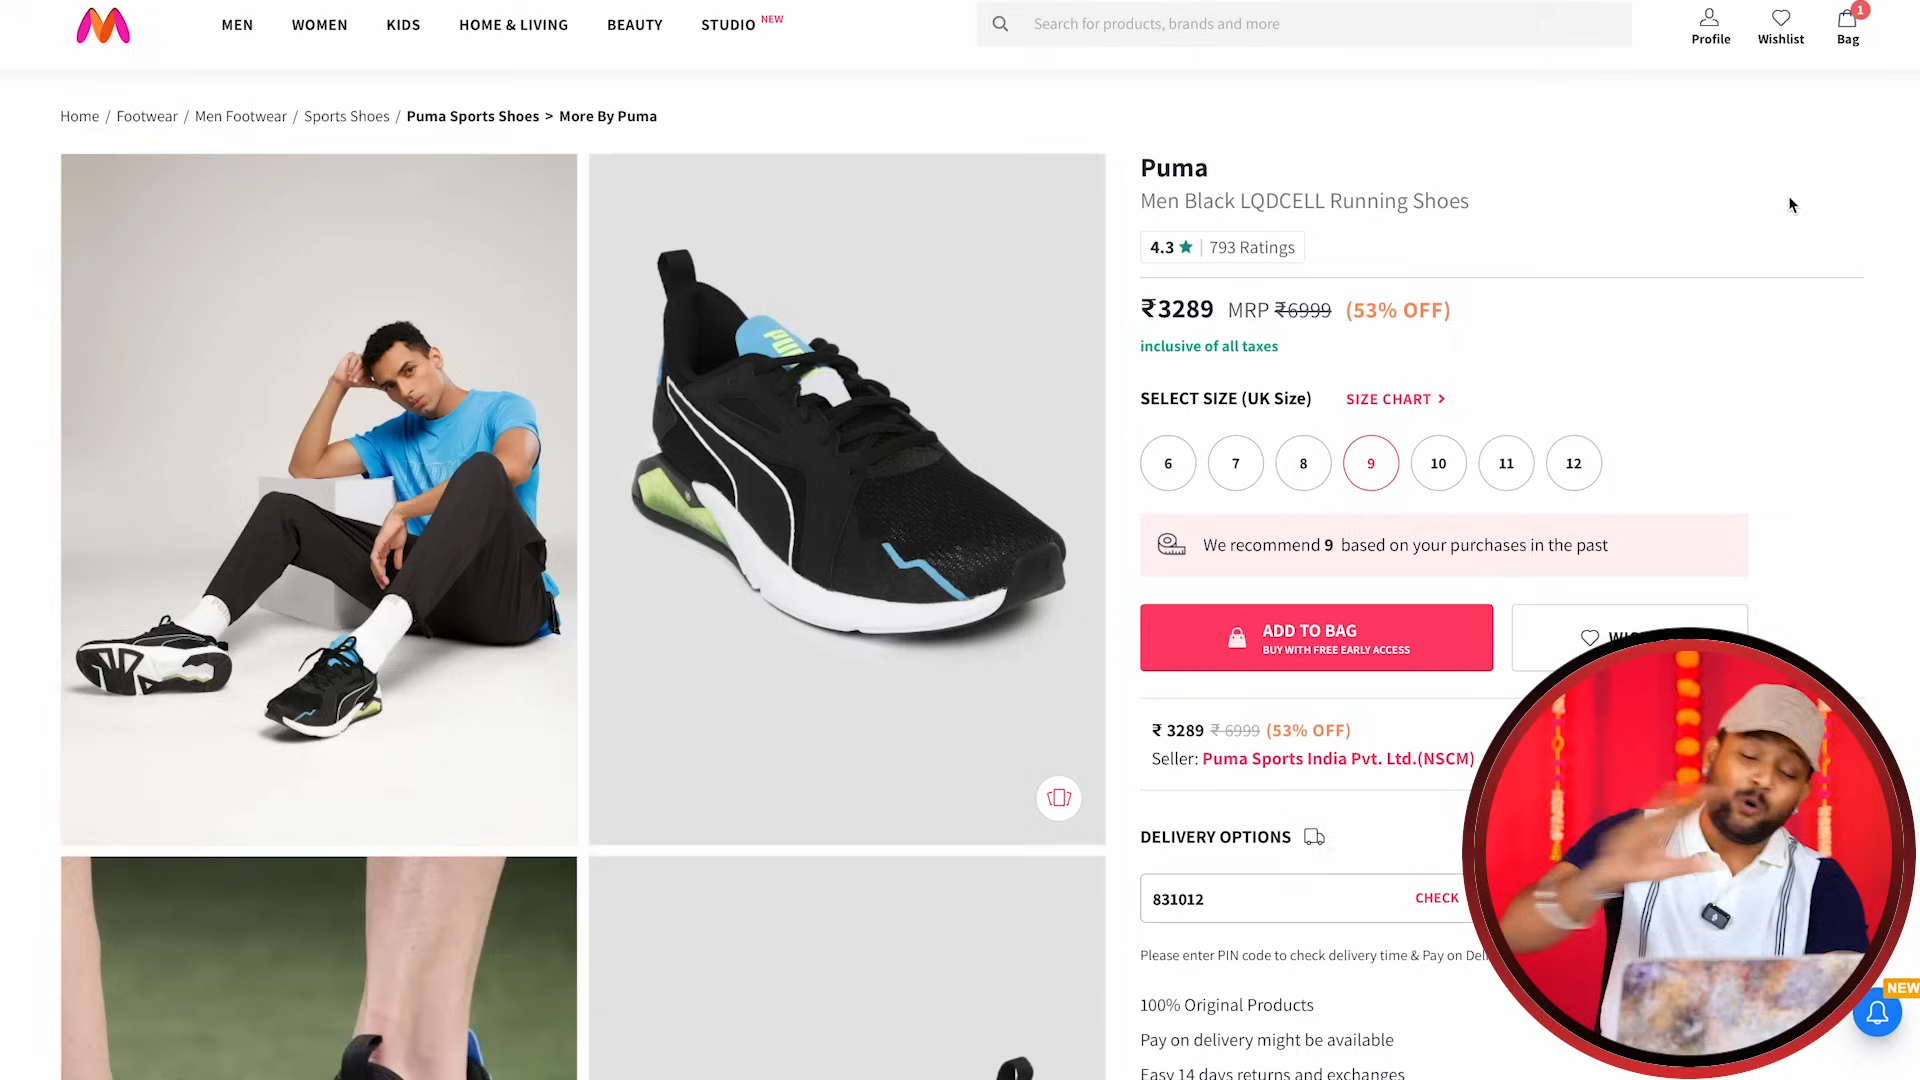 MEN WOMEN KIDS HOME & LIVING BEAUTY STUDIO NEW
Search for products, brands and more
Profile Wishlist Bag 1
Home / Footwear / Men Footwear / Sports Shoes / Puma Sports Shoes > More By Puma
Puma
Men Black LQDCELL Running Shoes
4.3 ★ | 793 Ratings
₹3289 MRP ₹6999 (53% OFF)
inclusive of all taxes
SELECT SIZE (UK Size) SIZE CHART >
6 7 8 9 10 11 12
We recommend 9 based on your purchases in the past
ADD TO BAG
BUY WITH FREE EARLY ACCESS
₹ 3289 ₹ 6999 (53% OFF)
Seller: Puma Sports India Pvt. Ltd.(NSCM)
DELIVERY OPTIONS
831012 CHECK
Please enter PIN code to check delivery time & Pay on
100% Original Products
Pay on delivery might be available
Easy 14 days returns and exchanges
NEW
PUMA